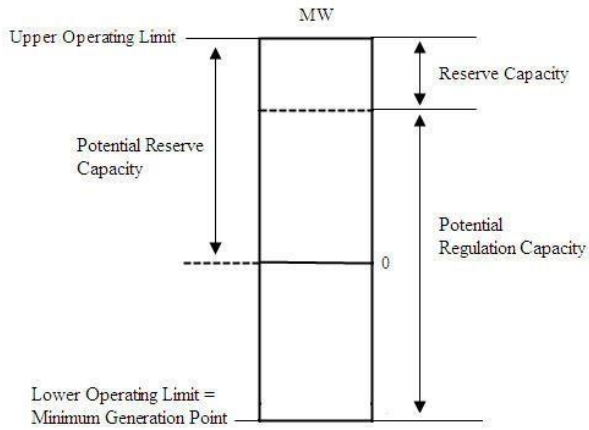 MW
Upper Operating Limit
Reserve Capacity
Potential Reserve
Capacity
Potential
Regulation Capacity
0
Lower Operating Limit =
Minimum Generation Point